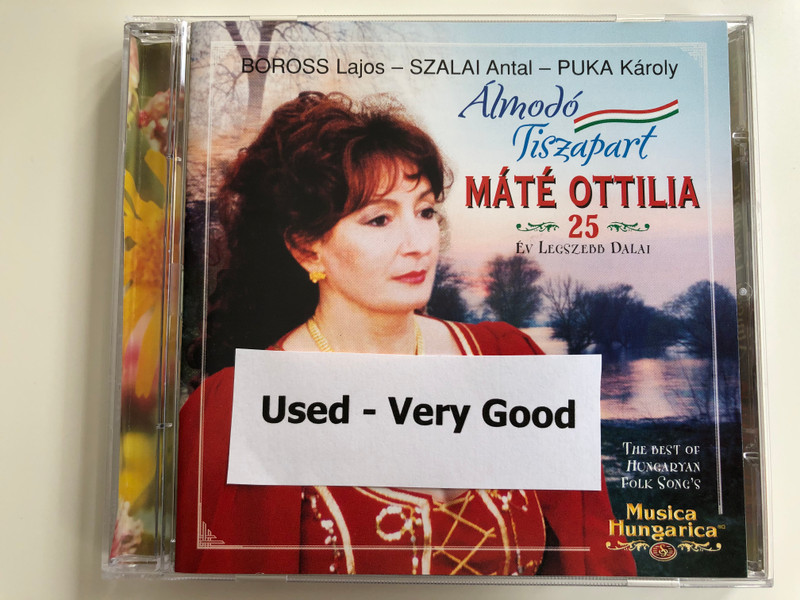 BOROSS Lajos – SZALAI Antal – PUKA Károly
Álmodó
Tiszapart
MÁTÉ OTTILIA
25
ÉV LEGSZEBB DALAI
Used - Very Good
THE BEST OF
HUNGARYAN
FOLK SONG'S
Musica
Hungarica